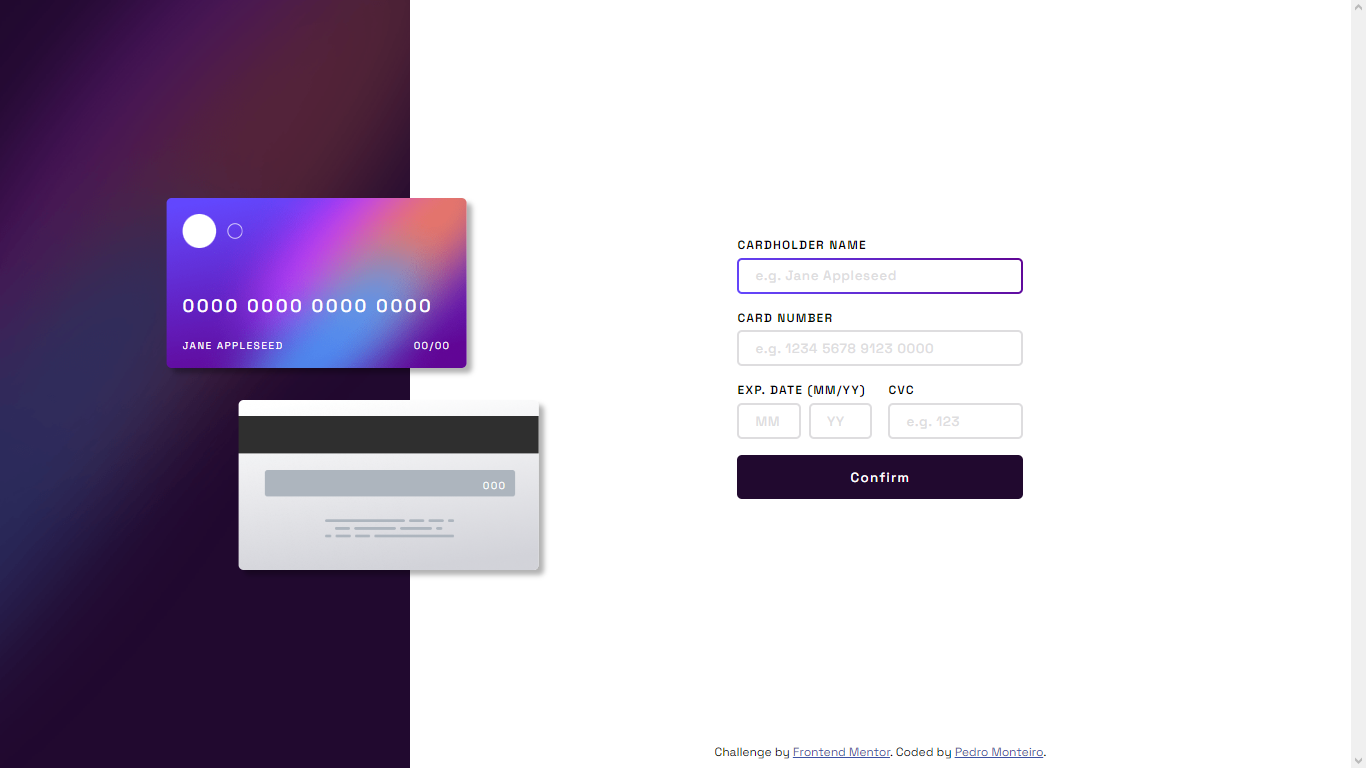 0000 0000 0000 0000
JANE APPLESEED 00/00
000
CARDHOLDER NAME
e.g. Jane Appleseed
CARD NUMBER
e.g. 1234 5678 9123 0000
EXP. DATE (MM/YY) CVC
MM YY e.g. 123
Confirm
Challenge by Frontend Mentor. Coded by Pedro Monteiro.